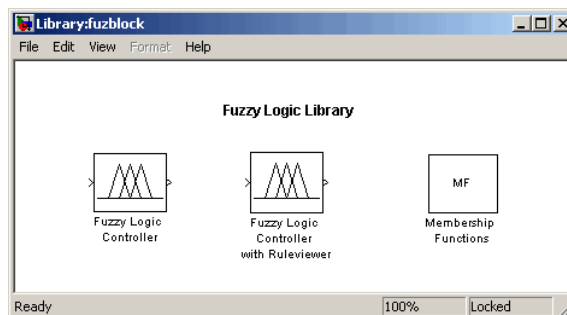 Library:fuzblock
File Edit View Format Help
Fuzzy Logic Library
MF
Fuzzy Logic
Controller
Fuzzy Logic
Controller
with Ruleviewer
Membership
Functions
Ready 100% Locked